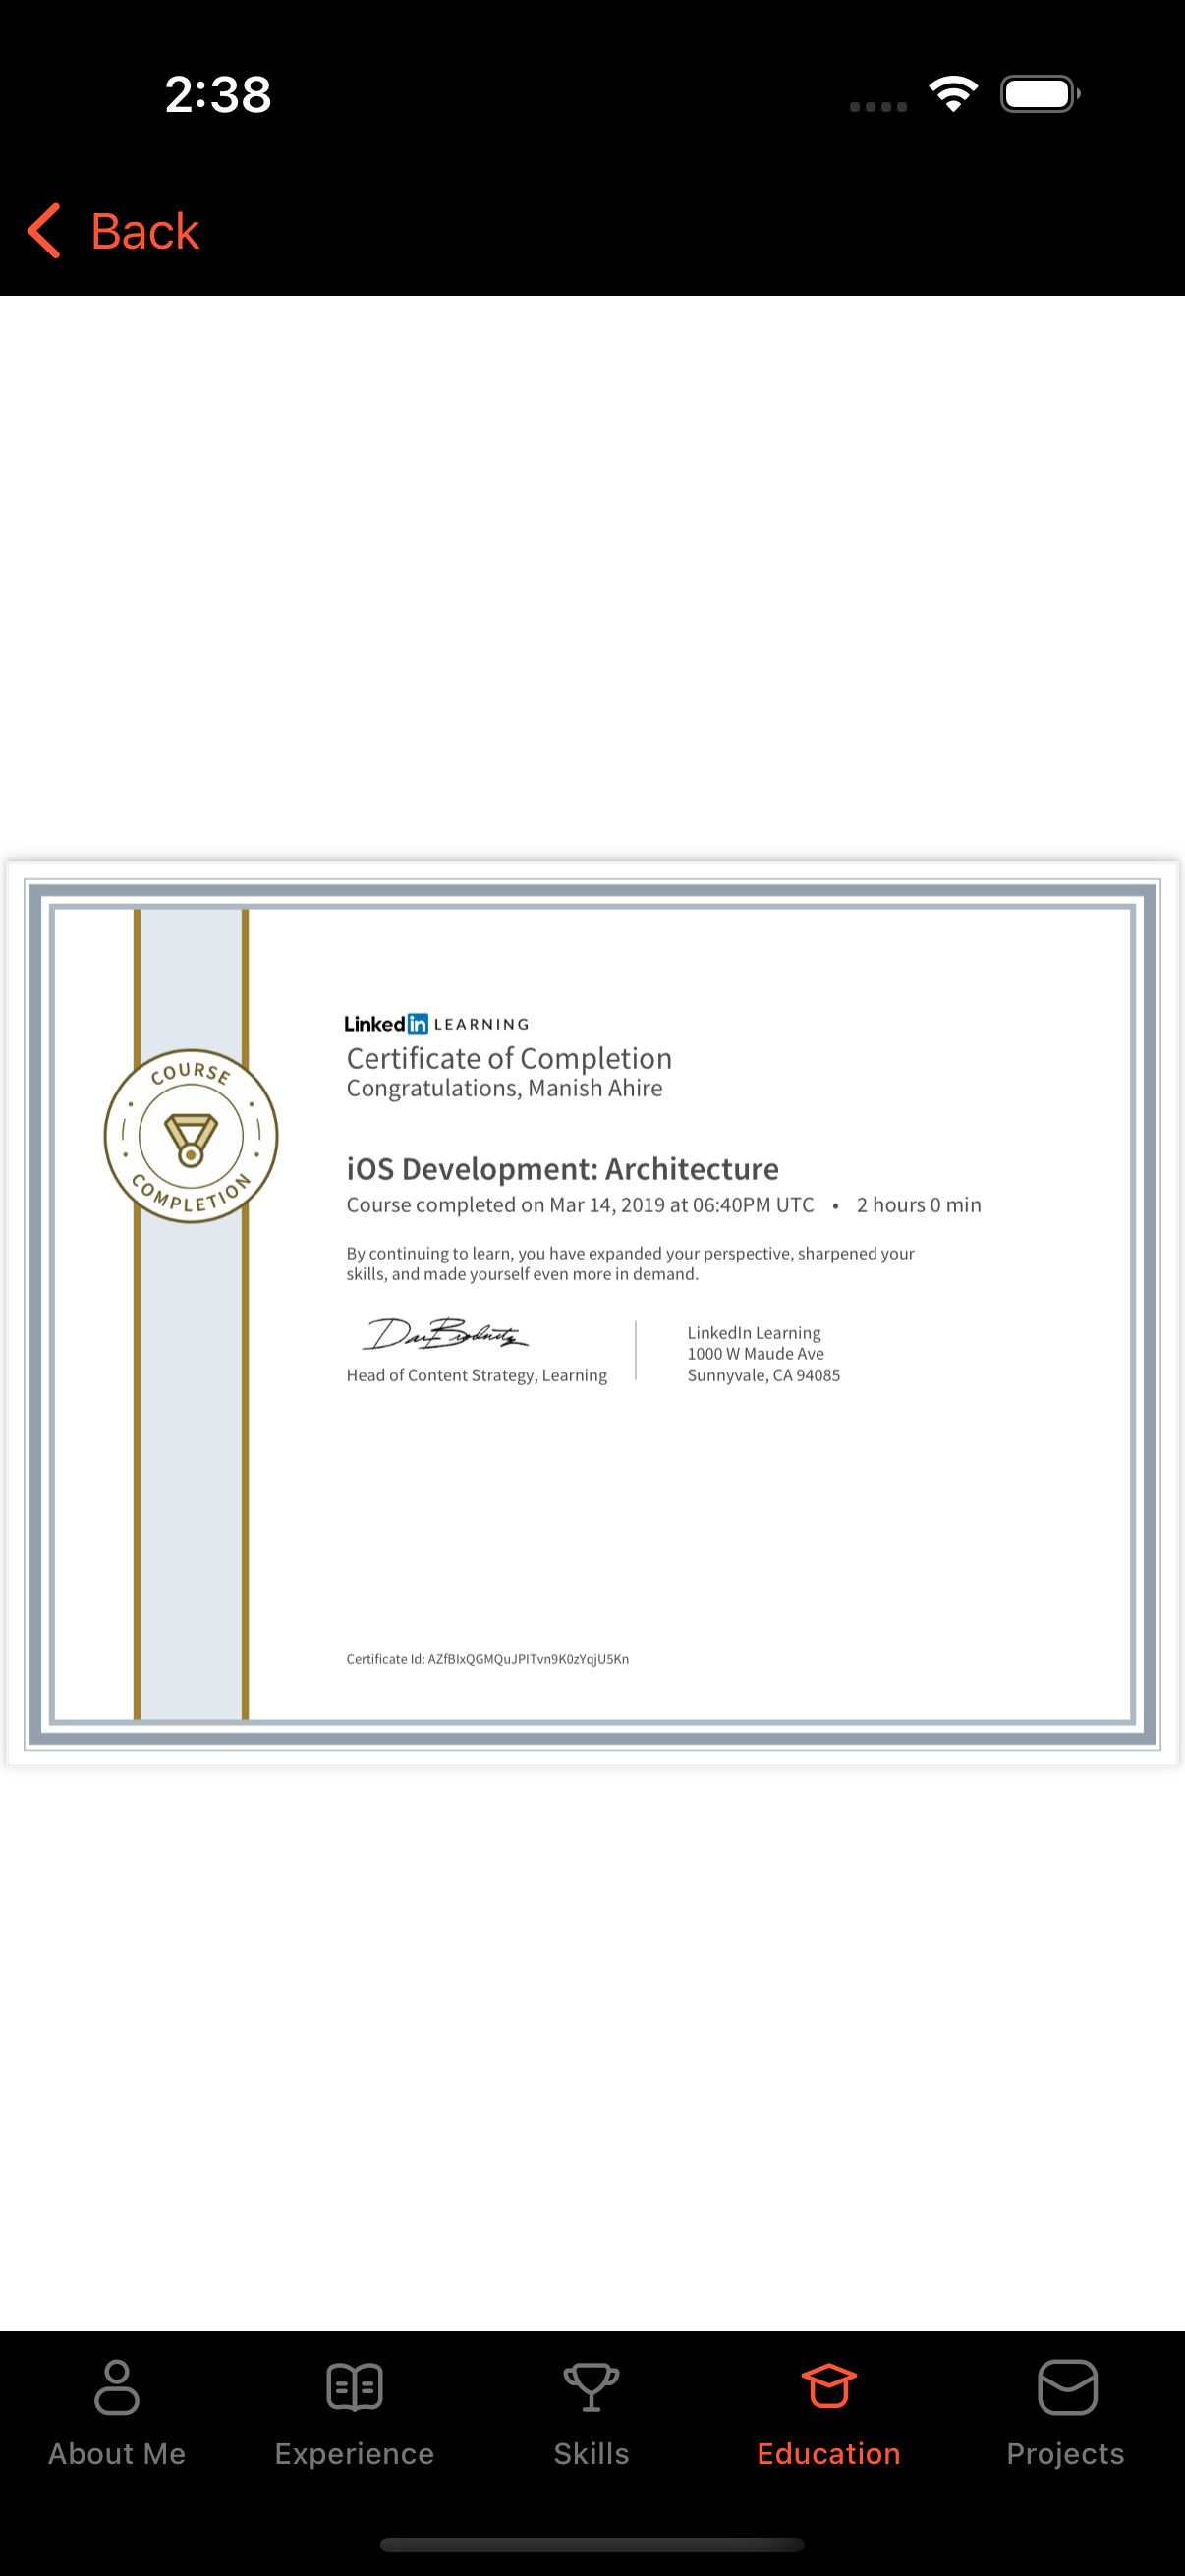 2:38
Back
Linkedin LEARNING
Certificate of Completion
Congratulations, Manish Ahire
COURSE
COMPLETION
iOS Development: Architecture
Course completed on Mar 14, 2019 at 06:40PM UTC • 2 hours 0 min
By continuing to learn, you have expanded your perspective, sharpened your
skills, and made yourself even more in demand.
Head of Content Strategy, Learning
LinkedIn Learning
1000 W Maude Ave
Sunnyvale, CA 94085
Certificate Id: AZfBIxQGMQuJPITvn9K0zYqjU5Kn
About Me
Experience
Skills
Education
Projects